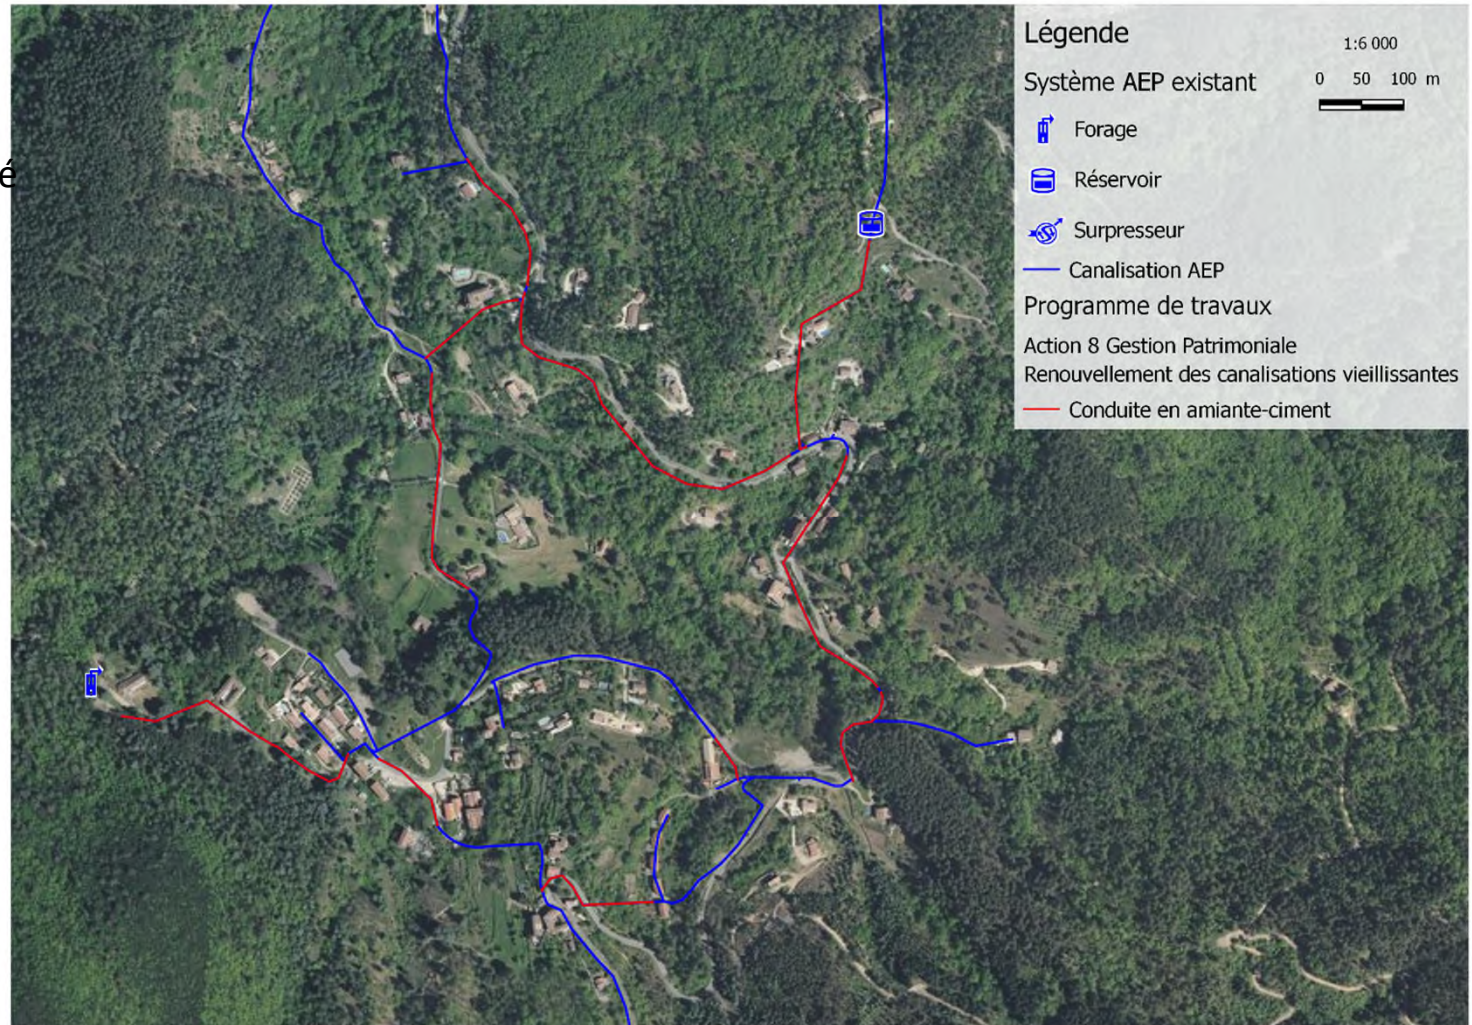 é
Légende
1:6 000
Système AEP existant
0 50 100 m
Forage
Réservoir
Surpresseur
Canalisation AEP
Programme de travaux
Action 8 Gestion Patrimoniale
Renouvellement des canalisations vieillissantes
Conduite en amiante-ciment